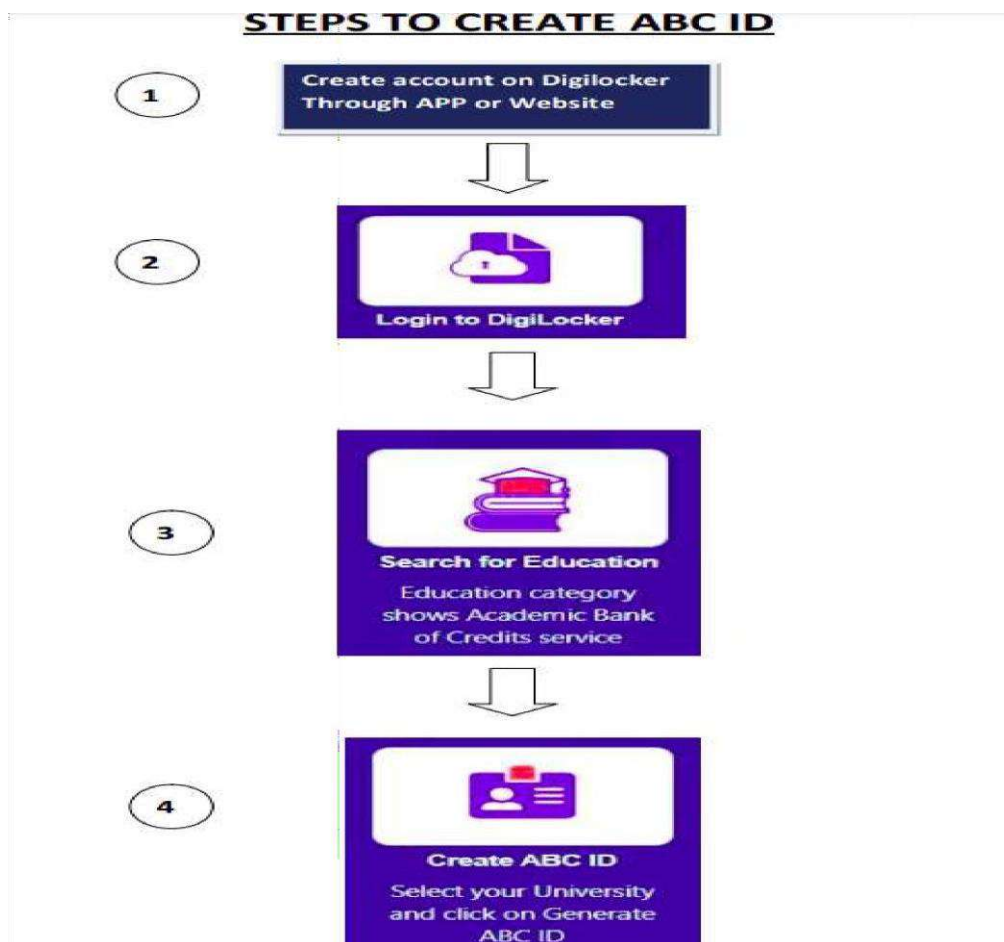 STEPS TO CREATE ABC ID
1
Create account on Digilocker
Through APP or Website
2
Login to DigiLocker
3
Search for Education
Education category
shows Academic Bank
of Credits service
4
Create ABC ID
Select your University
and click on Generate
ABC ID